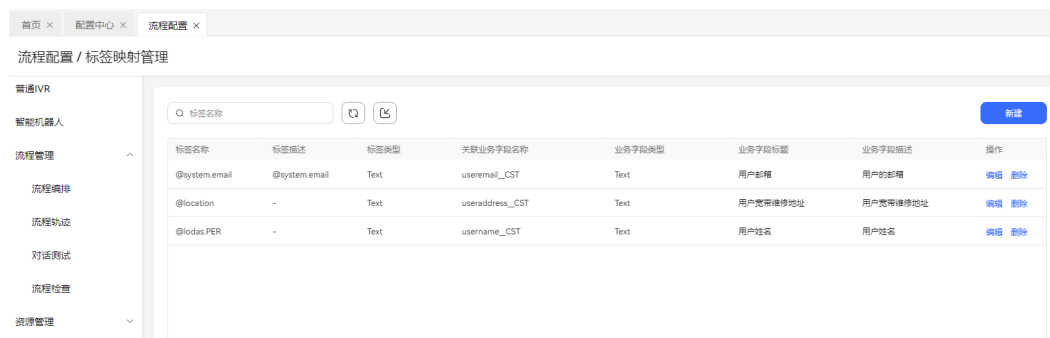 首页 × 配置中心 × 流程配置 ×
流程配置 / 标签映射管理
普通IVR
智能机器人
流程管理
流程编排
流程轨迹
对话测试
流程检查
资源管理
标签名称
新建
标签名称 标签描述 标签类型 关联业务字段名称 业务字段类型 业务字段标题 业务字段描述 操作
@system.email @system.email Text useremail__CST Text 用户邮箱 用户的邮箱 编辑 删除
@location - Text useraddress__CST Text 用户宽带维修地址 用户宽带维修地址 编辑 删除
@lodas.PER - Text username__CST Text 用户姓名 用户姓名 编辑 删除